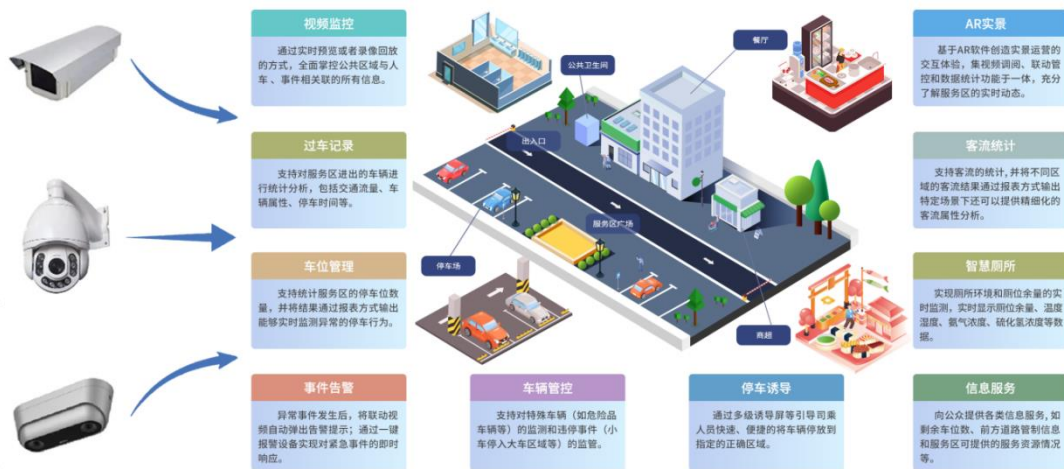 视频监控
通过实时预览或者录像回放
的方式，全面掌控公共区域与人
车、事件相关联的所有信息。
过车记录
支持对服务区进出的车辆进
行统计分析，包括交通流量、车
辆属性、停车时间等。
车位管理
支持统计服务区的停车位数
量，并将结果通过报表方式输出
能够实时监测异常的停车行为。
事件告警
异常事件发生后，将联动视
频自动弹出告警提示；通过一键
报警设备实现对紧急事件的即时
响应。
公共卫生间
餐厅
出入口
服务区广场
停车场
商超
车辆管控
支持对特殊车辆（如危险品
车辆等）的监测和违停事件（小
车停入大车区域等）的监管。
停车诱导
通过多级诱导屏等引导司乘
人员快速、便捷的将车辆停放到
指定的正确区域。
AR实景
基于AR软件创造实景运营的
交互体验，集视频调阅、联动管
控和数据统计功能于一体，充分
了解服务区的实时动态。
客流统计
支持客流的统计，并将不同区
域的客流结果通过报表方式输出
特定场景下还可以提供精细化的
客流属性分析。
智慧厕所
实现厕所环境和厕位余量的实
时监测，实时显示厕位余量、温度
湿度、氨气浓度、硫化氢浓度等数
据。
信息服务
向公众提供各类信息服务，如
剩余车位数、前方道路管制信息
和服务区可提供的服务资源情况
等。